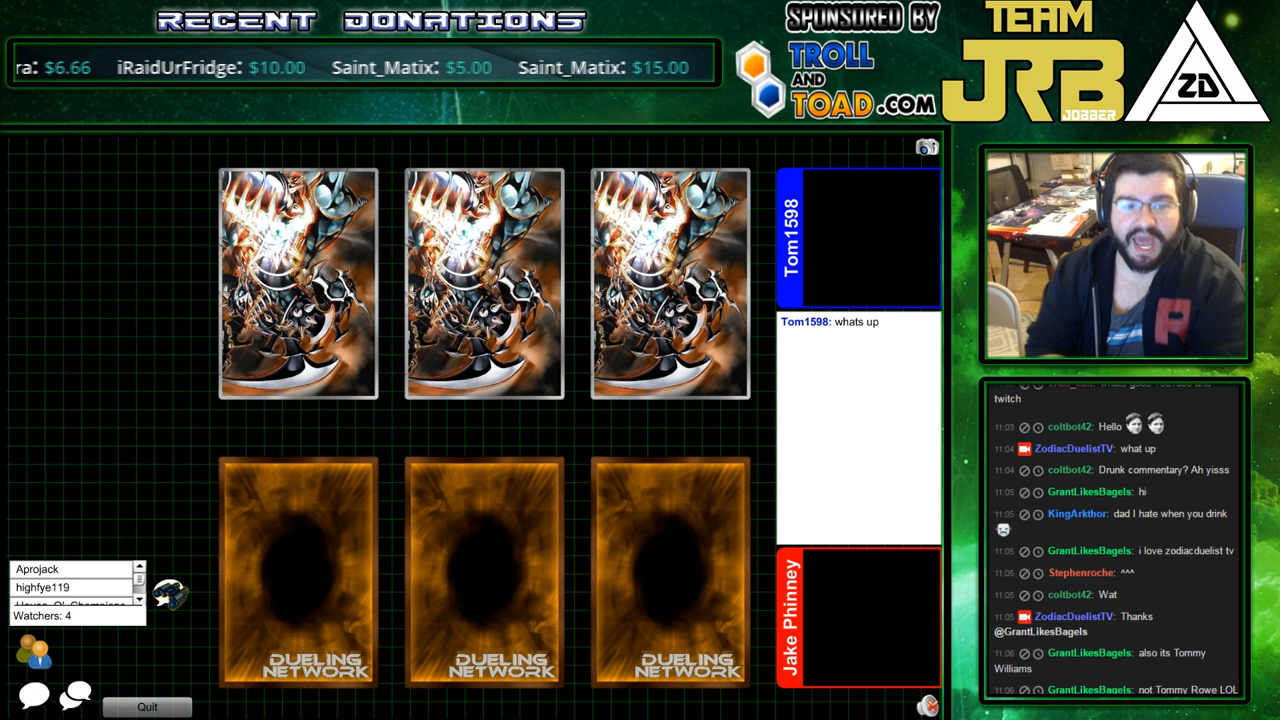 RECENT DONATIONS
ra: $6.66 iRaidUrFridge: $10.00 Saint_Matix: $5.00 Saint_Matix: $15.00
SPONSORED BY
TROLL
AND
TOAD.COM
TEAM
JRB
JOBBER
ZD
Tom1598
Tom1598: whats up
Jake Phinney
DUELING
NETWORK
DUELING
NETWORK
DUELING
NETWORK
Aprojack
highfye119
House O' Champions
Watchers: 4
Quit
R
twitch
11:03 coltbot42: Hello
11:04 ZodiacDuelistTV: what up
11:04 coltbot42: Drunk commentary? Ah yisss
11:05 GrantLikesBagels: hi
11:05 KingArkthor: dad I hate when you drink
11:05 GrantLikesBagels: i love zodiacduelist tv
11:05 Stephenroche: ^^^
11:05 coltbot42: Wat
11:05 ZodiacDuelistTV: Thanks
@GrantLikesBagels
11:06 GrantLikesBagels: also its Tommy
Williams
11:06 GrantLikesBagels: not Tommy Rowe LOL